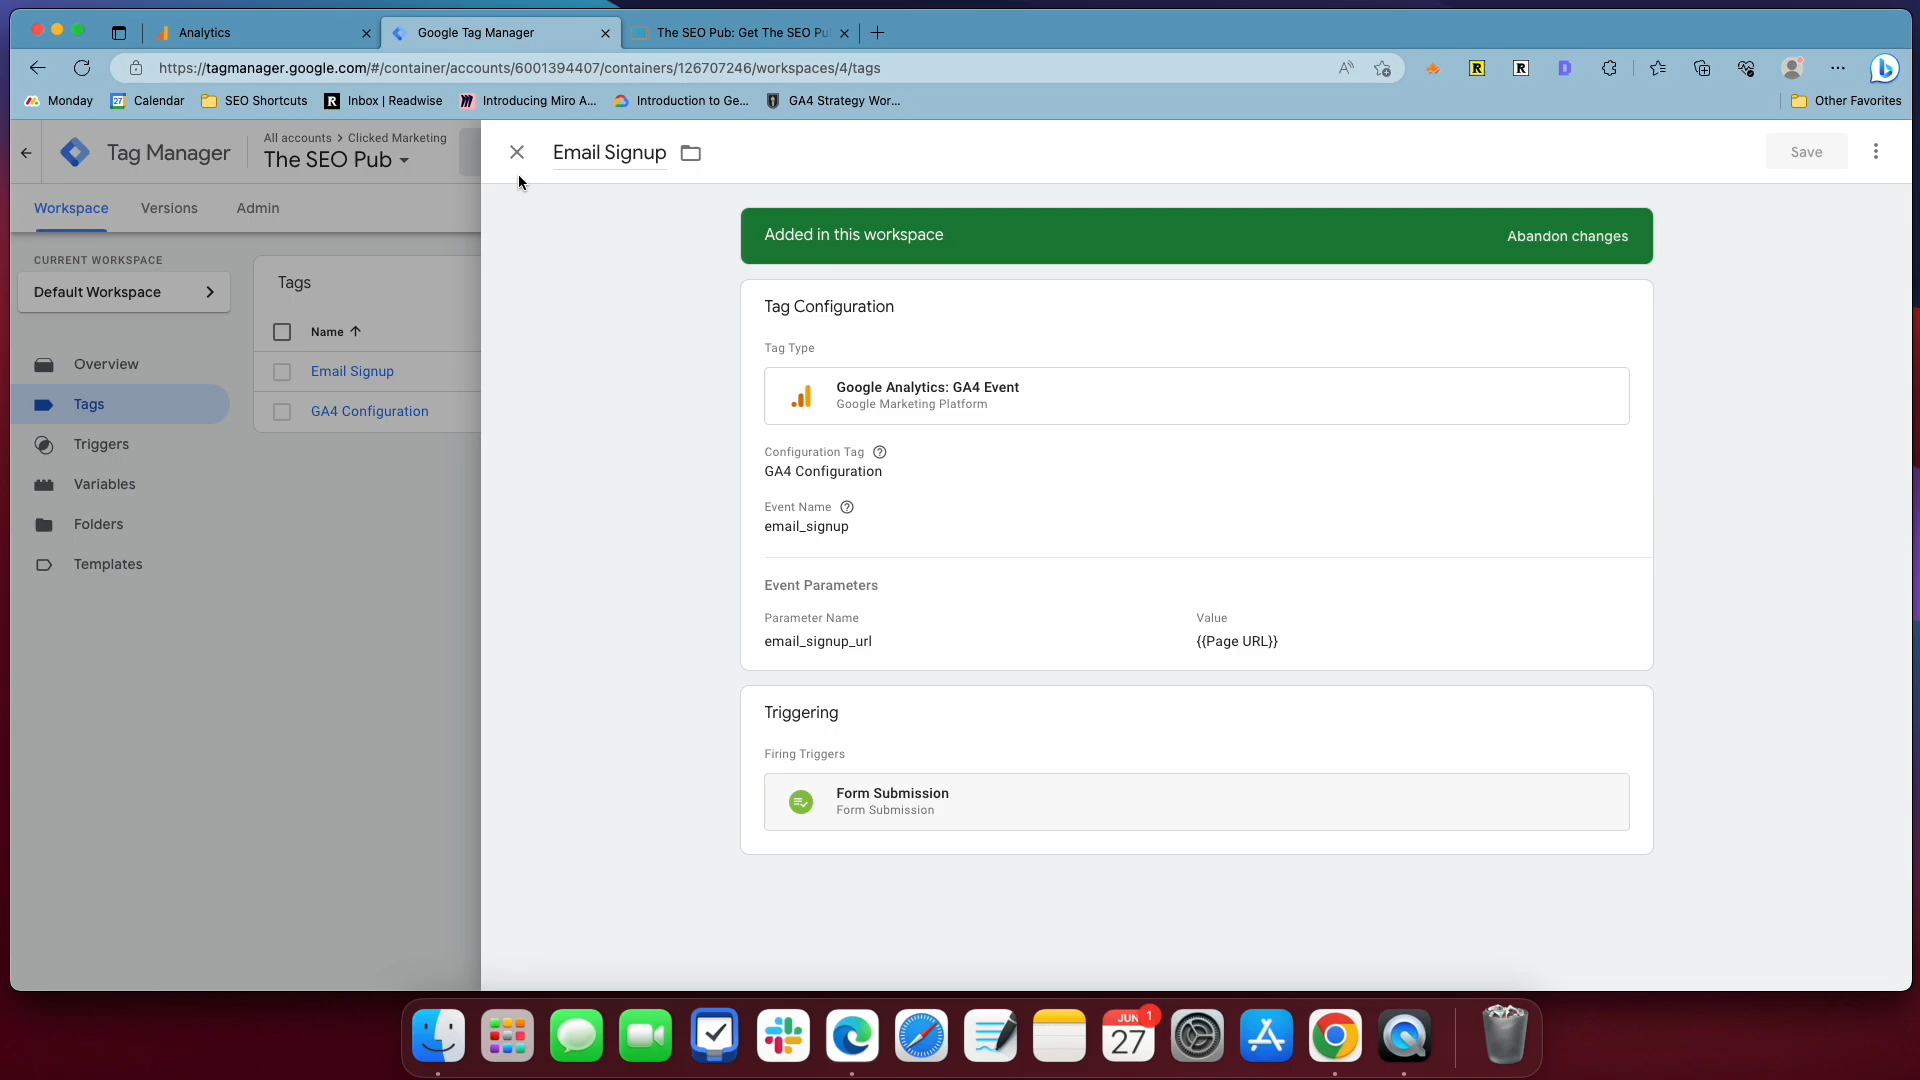 Analytics
Google Tag Manager
The SEO Pub: Get The SEO Pu
https://tagmanager.google.com/#/container/accounts/6001394407/containers/126707246/workspaces/4/tags
Monday
27 Calendar
SEO Shortcuts
R Inbox | Readwise
Introducing Miro A...
Introduction to Ge...
GA4 Strategy Wor...
Other Favorites
Tag Manager
All accounts > Clicked Marketing
The SEO Pub
Email Signup
Save
Workspace
Versions
Admin
CURRENT WORKSPACE
Default Workspace
Overview
Tags
Triggers
Variables
Folders
Templates
Tags
Name
Email Signup
GA4 Configuration
Added in this workspace
Abandon changes
Tag Configuration
Tag Type
Google Analytics: GA4 Event
Google Marketing Platform
Configuration Tag
GA4 Configuration
Event Name
email_signup
Event Parameters
Parameter Name
Value
email_signup_url
{{Page URL}}
Triggering
Firing Triggers
Form Submission
Form Submission
JUN
1
27